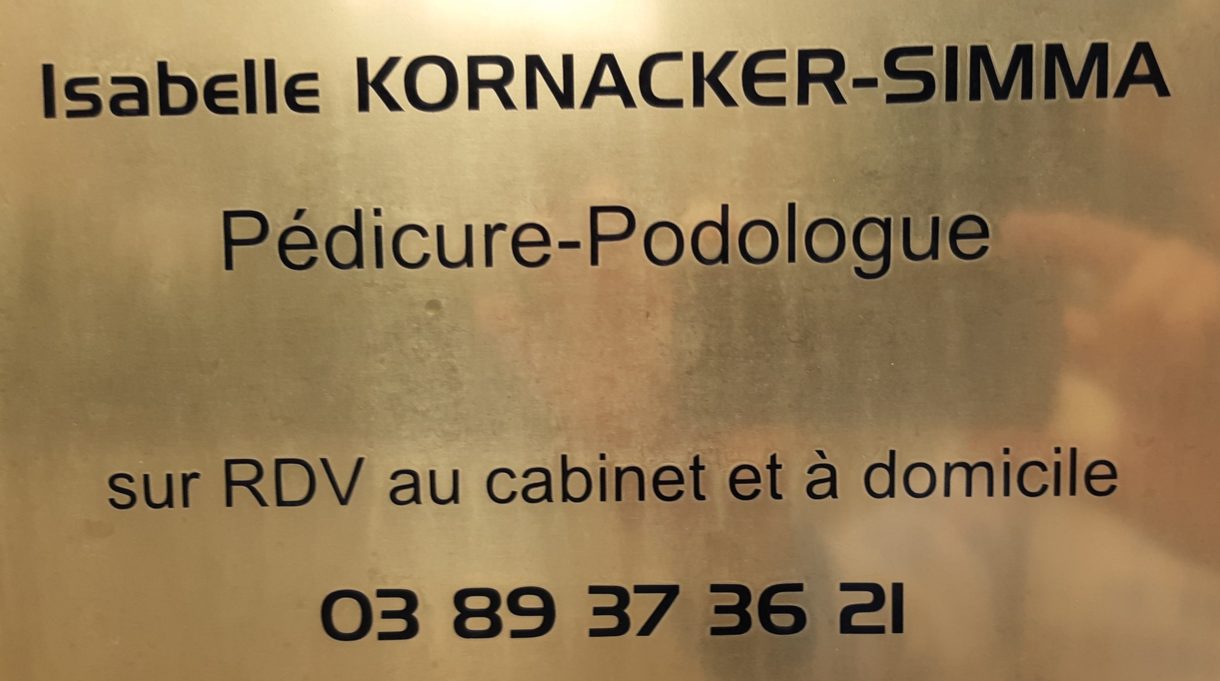 Isabelle KORNACKER-SIMMA
Pédicure-Podologue
sur RDV au cabinet et à domicile
03 89 37 36 21